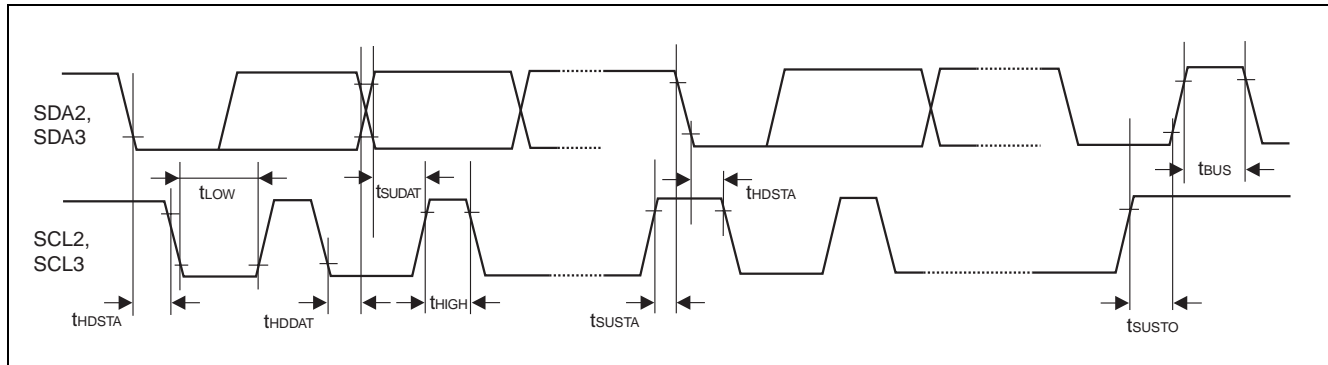 SDA2,
SDA3
tLOW
tSUDAT
tHDSTA
tBUS
SCL2,
SCL3
tHDSTA
tHDDAT
tHIGH
tSUSTA
tSUSTO